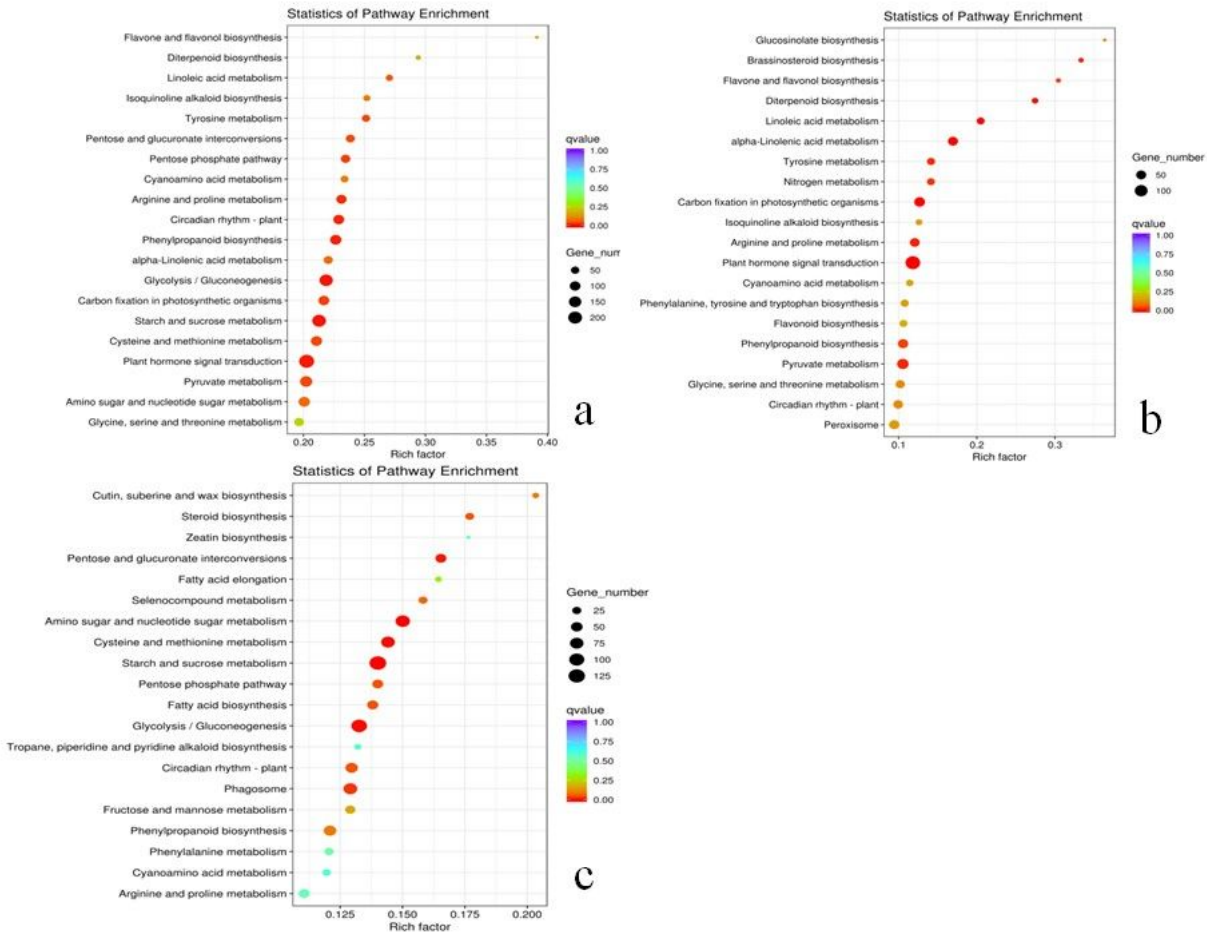 Statistics of Pathway Enrichment
Flavone and flavonol biosynthesis
Diterpenoid biosynthesis
Linoleic acid metabolism
Isoquinoline alkaloid biosynthesis
Tyrosine metabolism
Pentose and glucuronate interconversions
Pentose phosphate pathway
Cyanoamino acid metabolism
Arginine and proline metabolism
Circadian rhythm - plant
Phenylpropanoid biosynthesis
alpha-Linolenic acid metabolism
Glycolysis / Gluconeogenesis
Carbon fixation in photosynthetic organisms
Starch and sucrose metabolism
Cysteine and methionine metabolism
Plant hormone signal transduction
Pyruvate metabolism
Amino sugar and nucleotide sugar metabolism
Glycine, serine and threonine metabolism
0.20 0.25 0.30 0.35 0.40
Rich factor
qvalue
1.00
0.75
0.50
0.25
0.00
Gene_nur
50
100
150
200
a
Statistics of Pathway Enrichment
Glucosinolate biosynthesis
Brassinosteroid biosynthesis
Flavone and flavonol biosynthesis
Diterpenoid biosynthesis
Linoleic acid metabolism
alpha-Linolenic acid metabolism
Tyrosine metabolism
Nitrogen metabolism
Carbon fixation in photosynthetic organisms
Isoquinoline alkaloid biosynthesis
Arginine and proline metabolism
Plant hormone signal transduction
Cyanoamino acid metabolism
Phenylalanine, tyrosine and tryptophan biosynthesis
Flavonoid biosynthesis
Phenylpropanoid biosynthesis
Pyruvate metabolism
Glycine, serine and threonine metabolism
Circadian rhythm - plant
Peroxisome
0.1 0.2 0.3
Rich factor
Gene_number
50
100
qvalue
1.00
0.75
0.50
0.25
0.00
b
Statistics of Pathway Enrichment
Cutin, suberine and wax biosynthesis
Steroid biosynthesis
Zeatin biosynthesis
Pentose and glucuronate interconversions
Fatty acid elongation
Selenocompound metabolism
Amino sugar and nucleotide sugar metabolism
Cysteine and methionine metabolism
Starch and sucrose metabolism
Pentose phosphate pathway
Fatty acid biosynthesis
Glycolysis / Gluconeogenesis
Tropane, piperidine and pyridine alkaloid biosynthesis
Circadian rhythm - plant
Phagosome
Fructose and mannose metabolism
Phenylpropanoid biosynthesis
Phenylalanine metabolism
Cyanoamino acid metabolism
Arginine and proline metabolism
0.125 0.150 0.175 0.200
Rich factor
Gene_number
25
50
75
100
125
qvalue
1.00
0.75
0.50
0.25
0.00
c